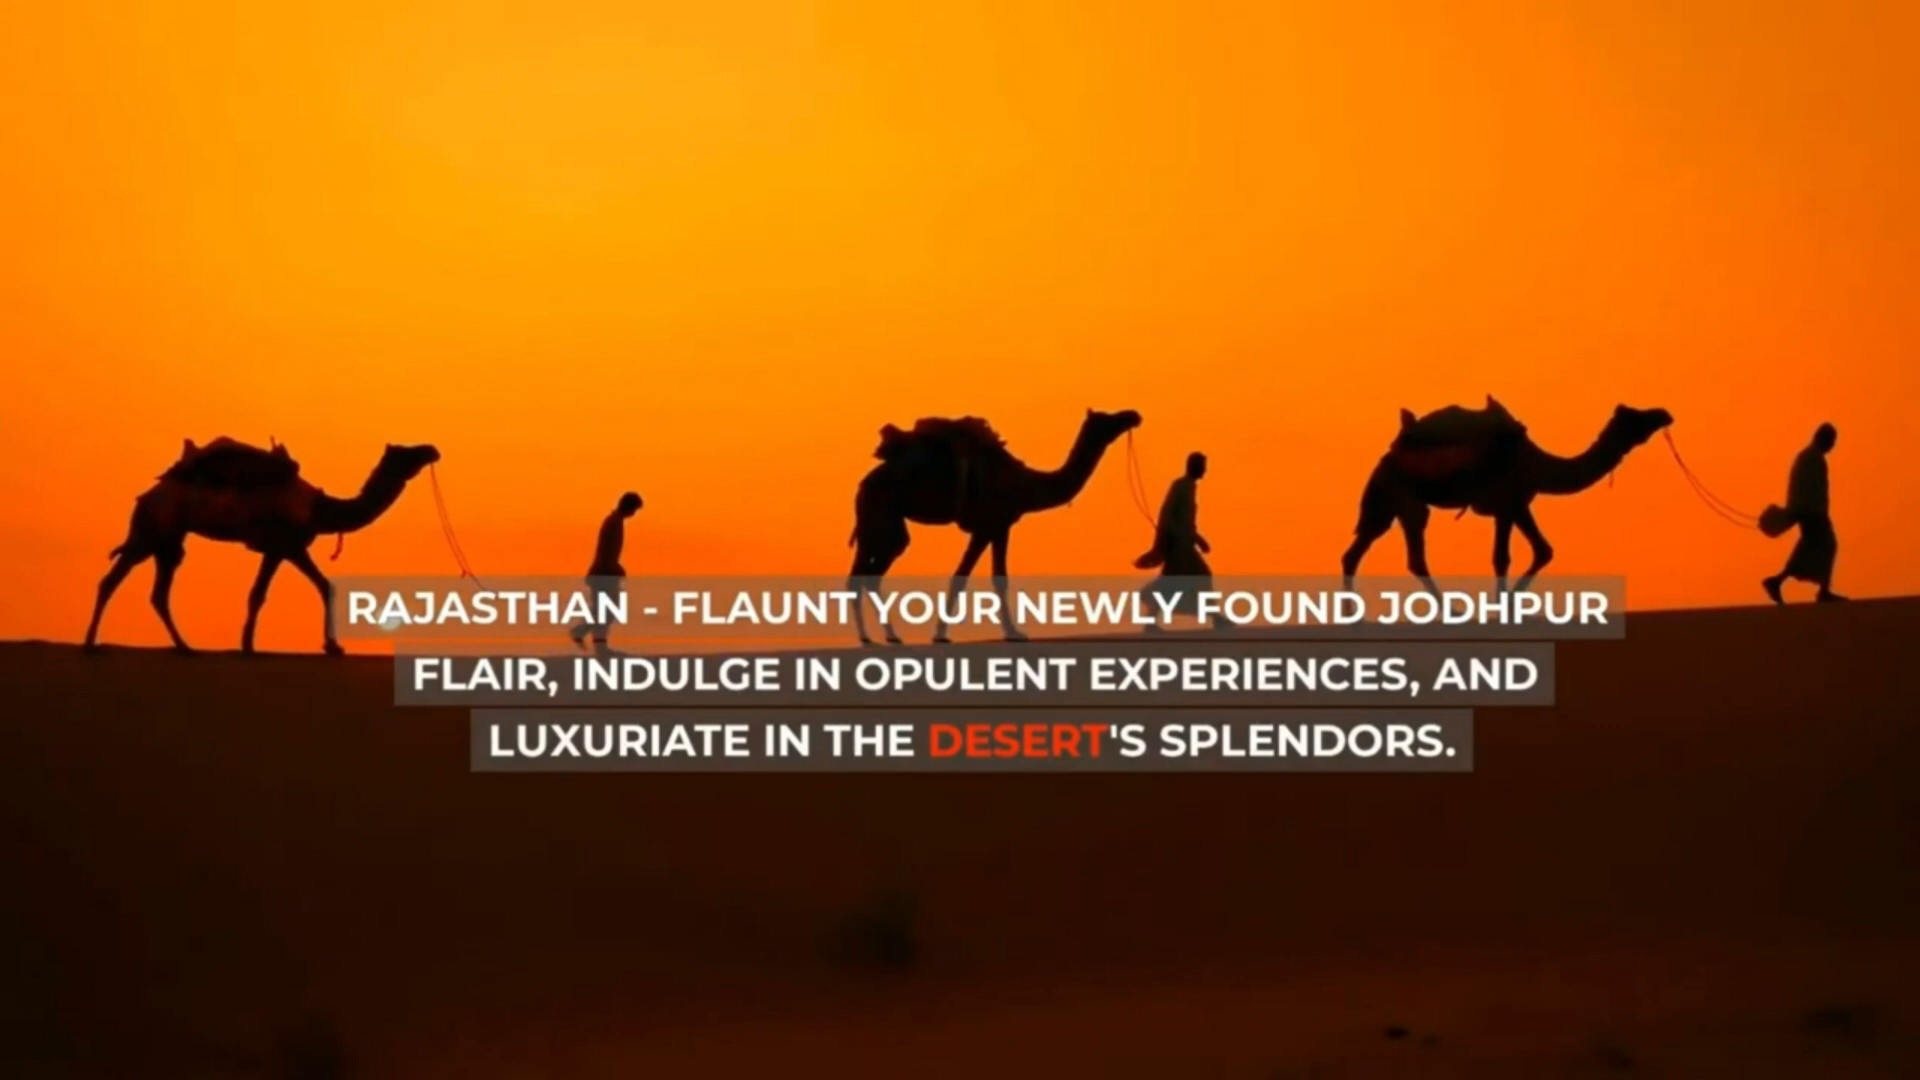 RAJASTHAN - FLAUNT YOUR NEWLY FOUND JODHPUR
FLAIR, INDULGE IN OPULENT EXPERIENCES, AND
LUXURIATE IN THE DESERT'S SPLENDORS.